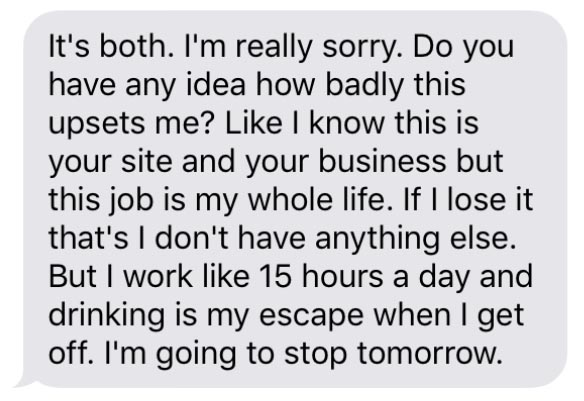 It's both. I'm really sorry. Do you
have any idea how badly this
upsets me? Like I know this is
your site and your business but
this job is my whole life. If I lose it
that's I don't have anything else.
But I work like 15 hours a day and
drinking is my escape when I get
off. I'm going to stop tomorrow.